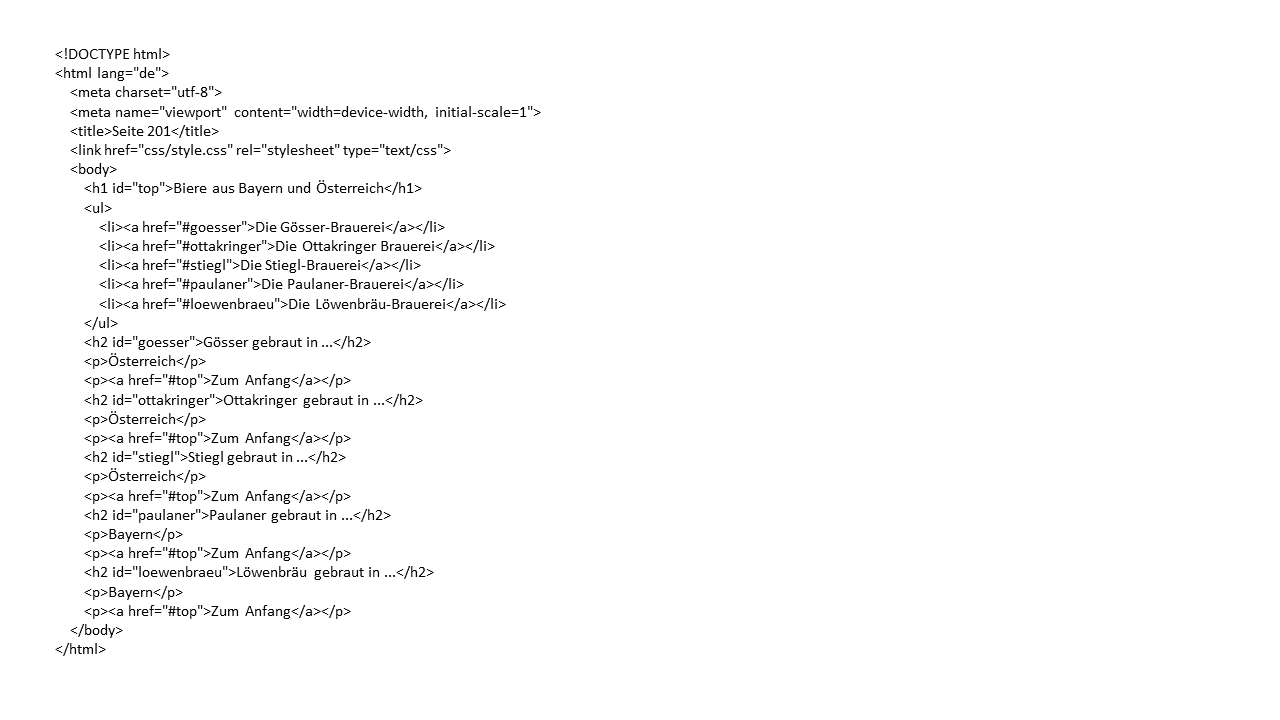 <!DOCTYPE html>
<html lang="de">
<meta charset="utf-8">
<meta name="viewport" content="width=device-width, initial-scale=1">
<title>Seite 201</title>
<link href="css/style.css" rel="stylesheet" type="text/css">
<body>
<h1 id="top">Biere aus Bayern und Österreich</h1>
<ul>
<li><a href="#goesser">Die Gösser-Brauerei</a></li>
<li><a href="#ottakringer">Die Ottakringer Brauerei</a></li>
<li><a href="#stiegl">Die Stiegl-Brauerei</a></li>
<li><a href="#paulaner">Die Paulaner-Brauerei</a></li>
<li><a href="#loewenbraeu">Die Löwenbräu-Brauerei</a></li>
</ul>
<h2 id="goesser">Gösser gebraut in ...</h2>
<p>Österreich</p>
<p><a href="#top">Zum Anfang</a></p>
<h2 id="ottakringer">Ottakringer gebraut in ...</h2>
<p>Österreich</p>
<p><a href="#top">Zum Anfang</a></p>
<h2 id="stiegl">Stiegl gebraut in ...</h2>
<p>Österreich</p>
<p><a href="#top">Zum Anfang</a></p>
<h2 id="paulaner">Paulaner gebraut in ...</h2>
<p>Bayern</p>
<p><a href="#top">Zum Anfang</a></p>
<h2 id="loewenbraeu">Löwenbräu gebraut in ...</h2>
<p>Bayern</p>
<p><a href="#top">Zum Anfang</a></p>
</body>
</html>